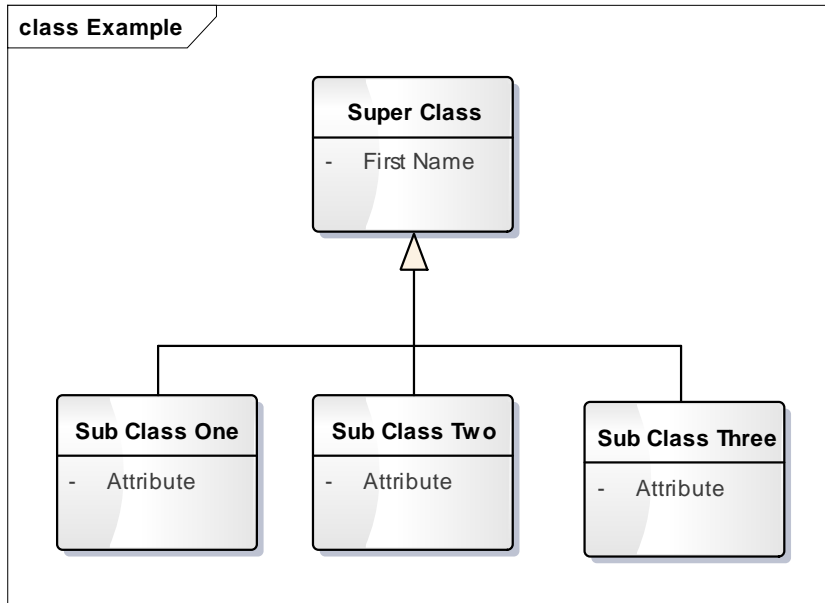 class Example
Super Class
- First Name
Sub Class One
- Attribute
Sub Class Two
- Attribute
Sub Class Three
- Attribute